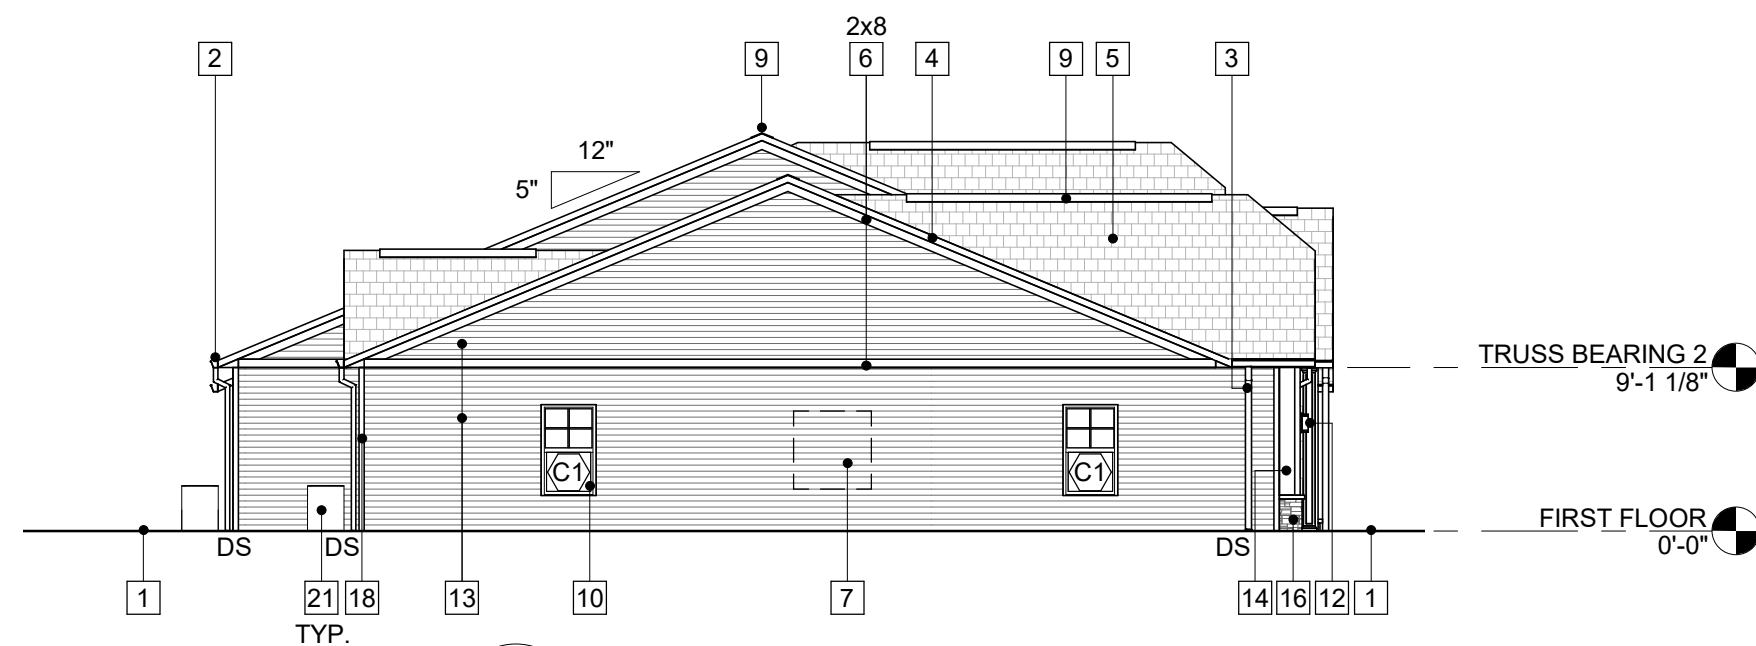 2x8
2 9 6 4 9 5 3
12"
5"
TRUSS BEARING 2
9'-1 1/8"
C1 C1
FIRST FLOOR
0'-0"
DS DS DS
1 21 18 13 10 7 14 16 12 1
TYP.